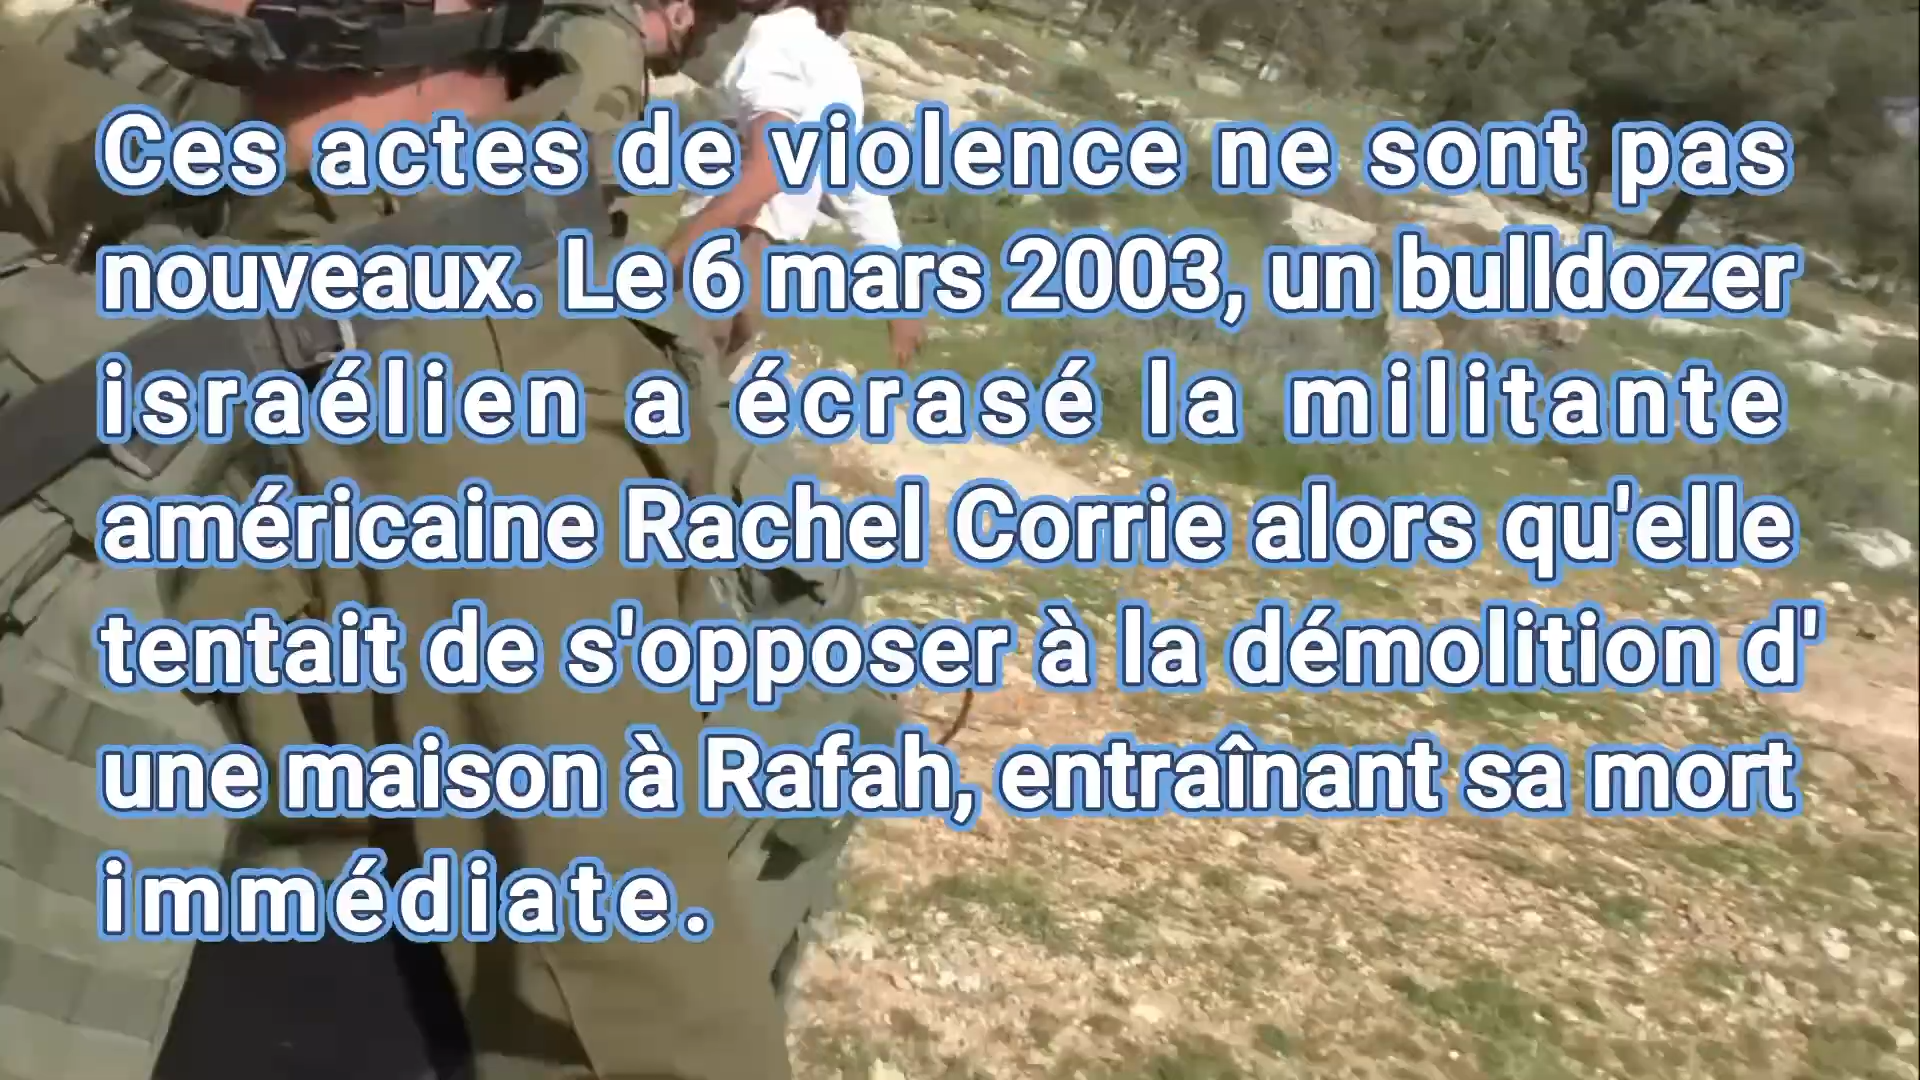 Ces actes de violence ne sont pas
nouveaux. Le 6 mars 2003, un bulldozer
israélien a écrasé la militante
américaine Rachel Corrie alors qu'elle
tentait de s'opposer à la démolition d'
une maison à Rafah, entraînant sa mort
immédiate.